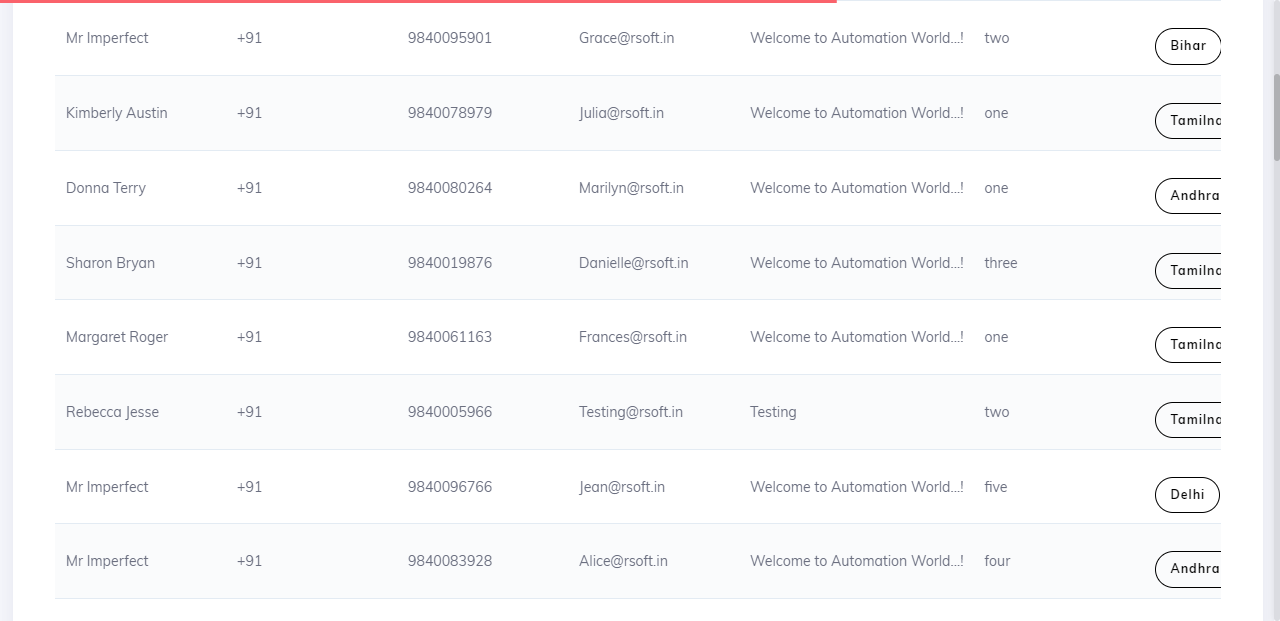 Mr Imperfect +91 9840095901 Grace@rsoft.in Welcome to Automation World...! two Bihar
Kimberly Austin +91 9840078979 Julia@rsoft.in Welcome to Automation World...! one Tamilna
Donna Terry +91 9840080264 Marilyn@rsoft.in Welcome to Automation World...! one Andhra
Sharon Bryan +91 9840019876 Danielle@rsoft.in Welcome to Automation World...! three Tamilna
Margaret Roger +91 9840061163 Frances@rsoft.in Welcome to Automation World...! one Tamilna
Rebecca Jesse +91 9840005966 Testing@rsoft.in Testing two Tamilna
Mr Imperfect +91 9840096766 Jean@rsoft.in Welcome to Automation World...! five Delhi
Mr Imperfect +91 9840083928 Alice@rsoft.in Welcome to Automation World...! four Andhra